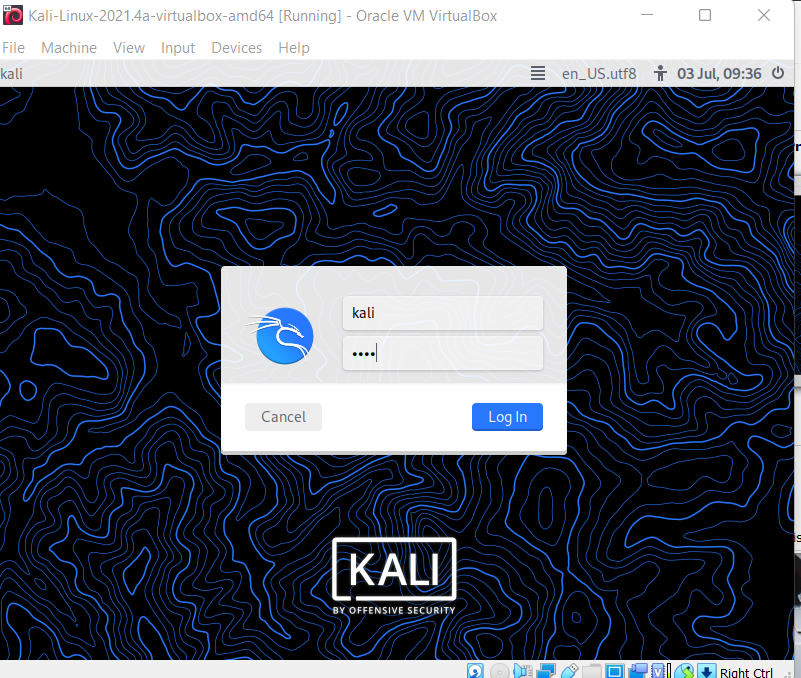 Kali-Linux-2021.4a-virtualbox-amd64 [Running] - Oracle VM VirtualBox
File Machine View Input Devices Help
kali en_US.utf8 03 Jul, 09:36
kali
••••
Cancel Log In
KALI
BY OFFENSIVE SECURITY
Right Ctrl